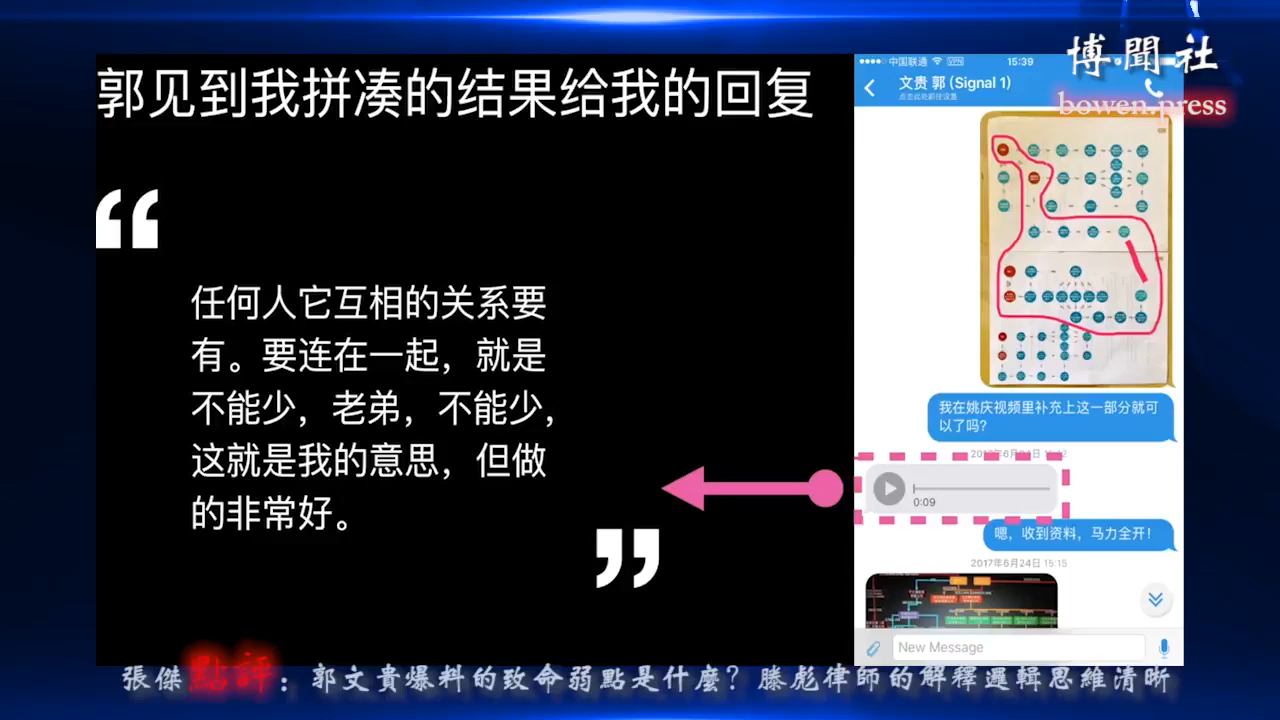 博聞社
bowen.press
郭见到我拼凑的结果给我的回复
“
任何人它互相的关系要
有。要连在一起，就是
不能少，老弟，不能少，
这就是我的意思，但做
的非常好。
”
中国联通
VPN
15:39
文贵 郭 (Signal 1)
我在姚庆视频里补充上这一部分就可
以了吗?
0:09
嗯，收到资料，马力全开！
2017年6月24日 15:15
New Message
張傑點評：郭文貴爆料的致命弱點是什麼？滕彪律師的解釋邏輯思維清晰